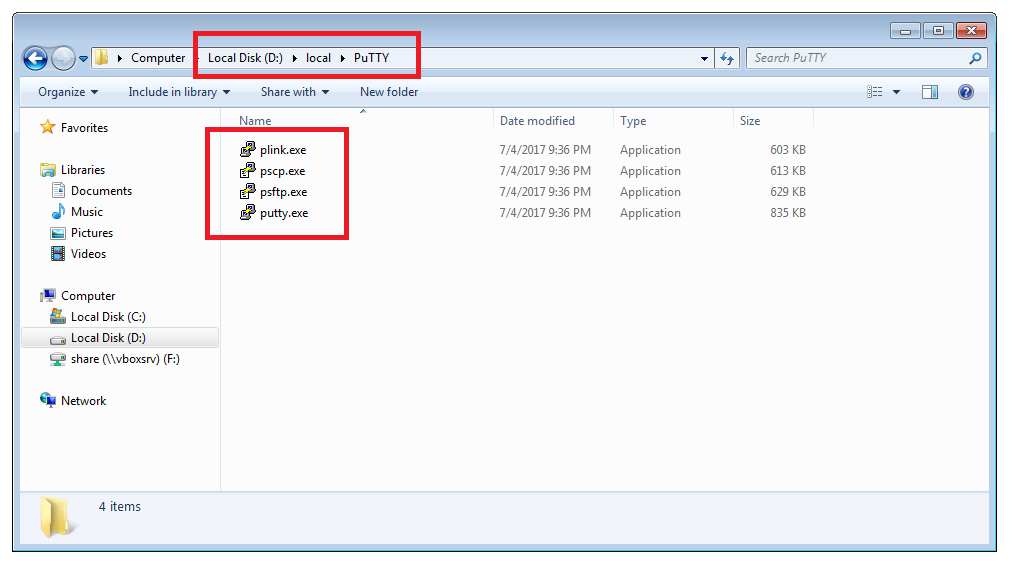 Computer Local Disk (D:) local PuTTY Search PuTTY
Organize Include in library Share with New folder
Name Date modified Type Size
plink.exe 7/4/2017 9:36 PM Application 603 KB
pscp.exe 7/4/2017 9:36 PM Application 613 KB
psftp.exe 7/4/2017 9:36 PM Application 629 KB
putty.exe 7/4/2017 9:36 PM Application 835 KB
Favorites
Libraries
Documents
Music
Pictures
Videos
Computer
Local Disk (C:)
Local Disk (D:)
share (\\vboxsrv) (F:)
Network
4 items